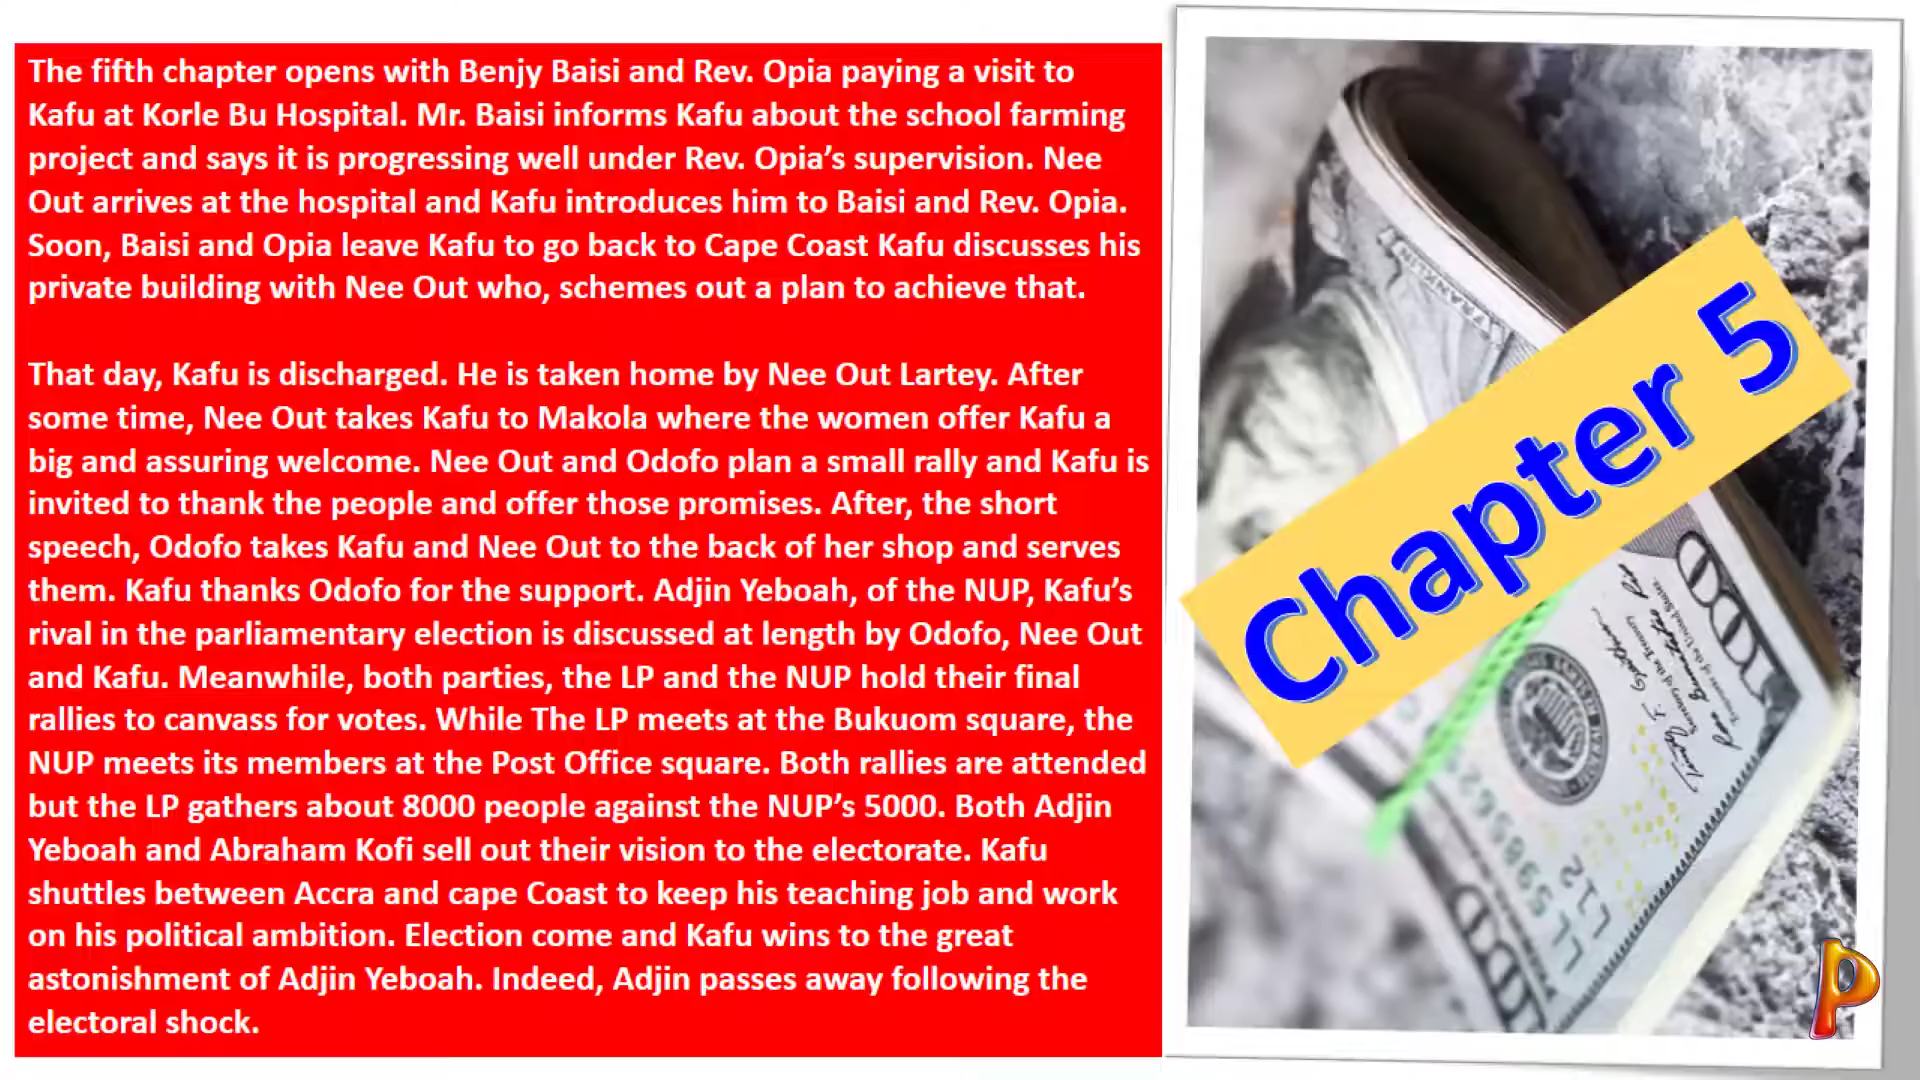 The fifth chapter opens with Benjy Baisi and Rev. Opia paying a visit to
Kafu at Korle Bu Hospital. Mr. Baisi informs Kafu about the school farming
project and says it is progressing well under Rev. Opia’s supervision. Nee
Out arrives at the hospital and Kafu introduces him to Baisi and Rev. Opia.
Soon, Baisi and Opia leave Kafu to go back to Cape Coast Kafu discusses his
private building with Nee Out who, schemes out a plan to achieve that.
That day, Kafu is discharged. He is taken home by Nee Out Lartey. After
some time, Nee Out takes Kafu to Makola where the women offer Kafu a
big and assuring welcome. Nee Out and Odofo plan a small rally and Kafu is
invited to thank the people and offer those promises. After, the short
speech, Odofo takes Kafu and Nee Out to the back of her shop and serves
them. Kafu thanks Odofo for the support. Adjin Yeboah, of the NUP, Kafu’s
rival in the parliamentary election is discussed at length by Odofo, Nee Out
and Kafu. Meanwhile, both parties, the LP and the NUP hold their final
rallies to canvass for votes. While The LP meets at the Bukuom square, the
NUP meets its members at the Post Office square. Both rallies are attended
but the LP gathers about 8000 people against the NUP’s 5000. Both Adjin
Yeboah and Abraham Kofi sell out their vision to the electorate. Kafu
shuttles between Accra and cape Coast to keep his teaching job and work
on his political ambition. Election come and Kafu wins to the great
astonishment of Adjin Yeboah. Indeed, Adjin passes away following the
electoral shock.
Chapter 5
FRANKLIN
100
100
P